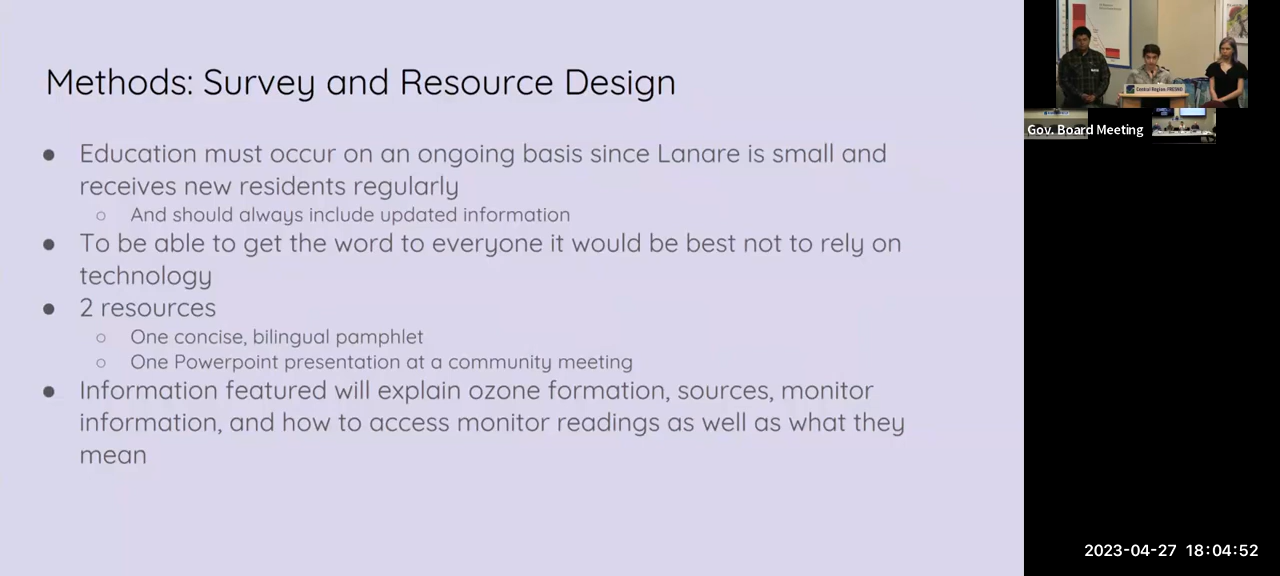 Methods: Survey and Resource Design
● Education must occur on an ongoing basis since Lanare is small and
receives new residents regularly
○ And should always include updated information
● To be able to get the word to everyone it would be best not to rely on
technology
● 2 resources
○ One concise, bilingual pamphlet
○ One Powerpoint presentation at a community meeting
● Information featured will explain ozone formation, sources, monitor
information, and how to access monitor readings as well as what they
mean
Central Region-FRESNO
Gov. Board Meeting
2023-04-27 18:04:52